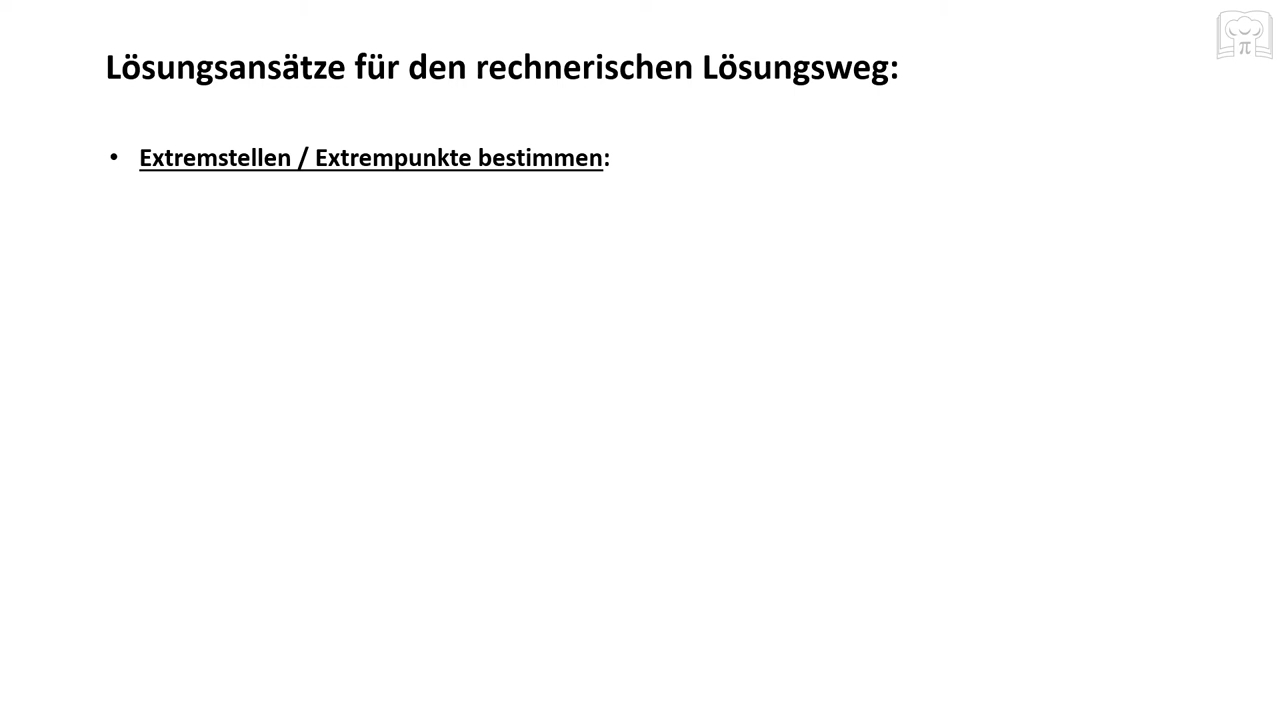 Lösungsansätze für den rechnerischen Lösungsweg:
• Extremstellen / Extrempunkte bestimmen:
π